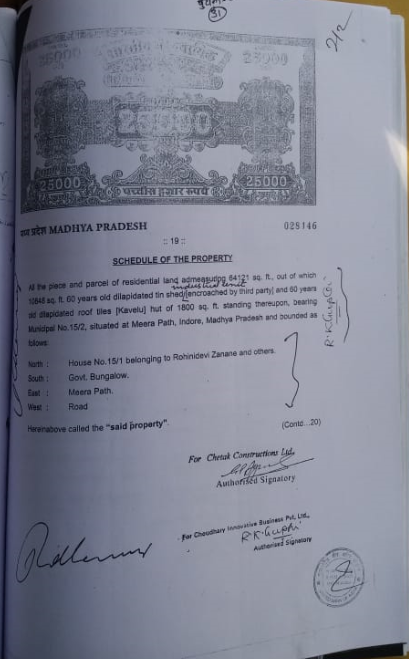 31
2/2
25000 25000
25000
25000 पच्चीस हजार रूपये 25000
मध्य प्रदेश MADHYA PRADESH 028146
:: 19 ::
SCHEDULE OF THE PROPERTY
All the piece and parcel of residential land admeasuring 64121 sq. ft., out of which
industrial unit
10848 sq. ft. 60 years old dilapidated tin shed [encroached by third party] and 60 years
old dilapidated roof tiles [Kavelu] hut of 1800 sq. ft. standing thereupon, bearing
Municipal No.15/2, situated at Meera Path, Indore, Madhya Pradesh and bounded as
follows:
R.K.Gupta
North : House No.15/1 belonging to Rohinidevi Zanane and others.
South : Govt. Bungalow.
East : Meera Path.
West : Road
Hereinabove called the "said property".
(Contd...20)
For Chetak Constructions Ltd.
Authorised Signatory
For Choudhary Innovative Business Pvt. Ltd.,
R.K.Gupta
Authorised Signatory